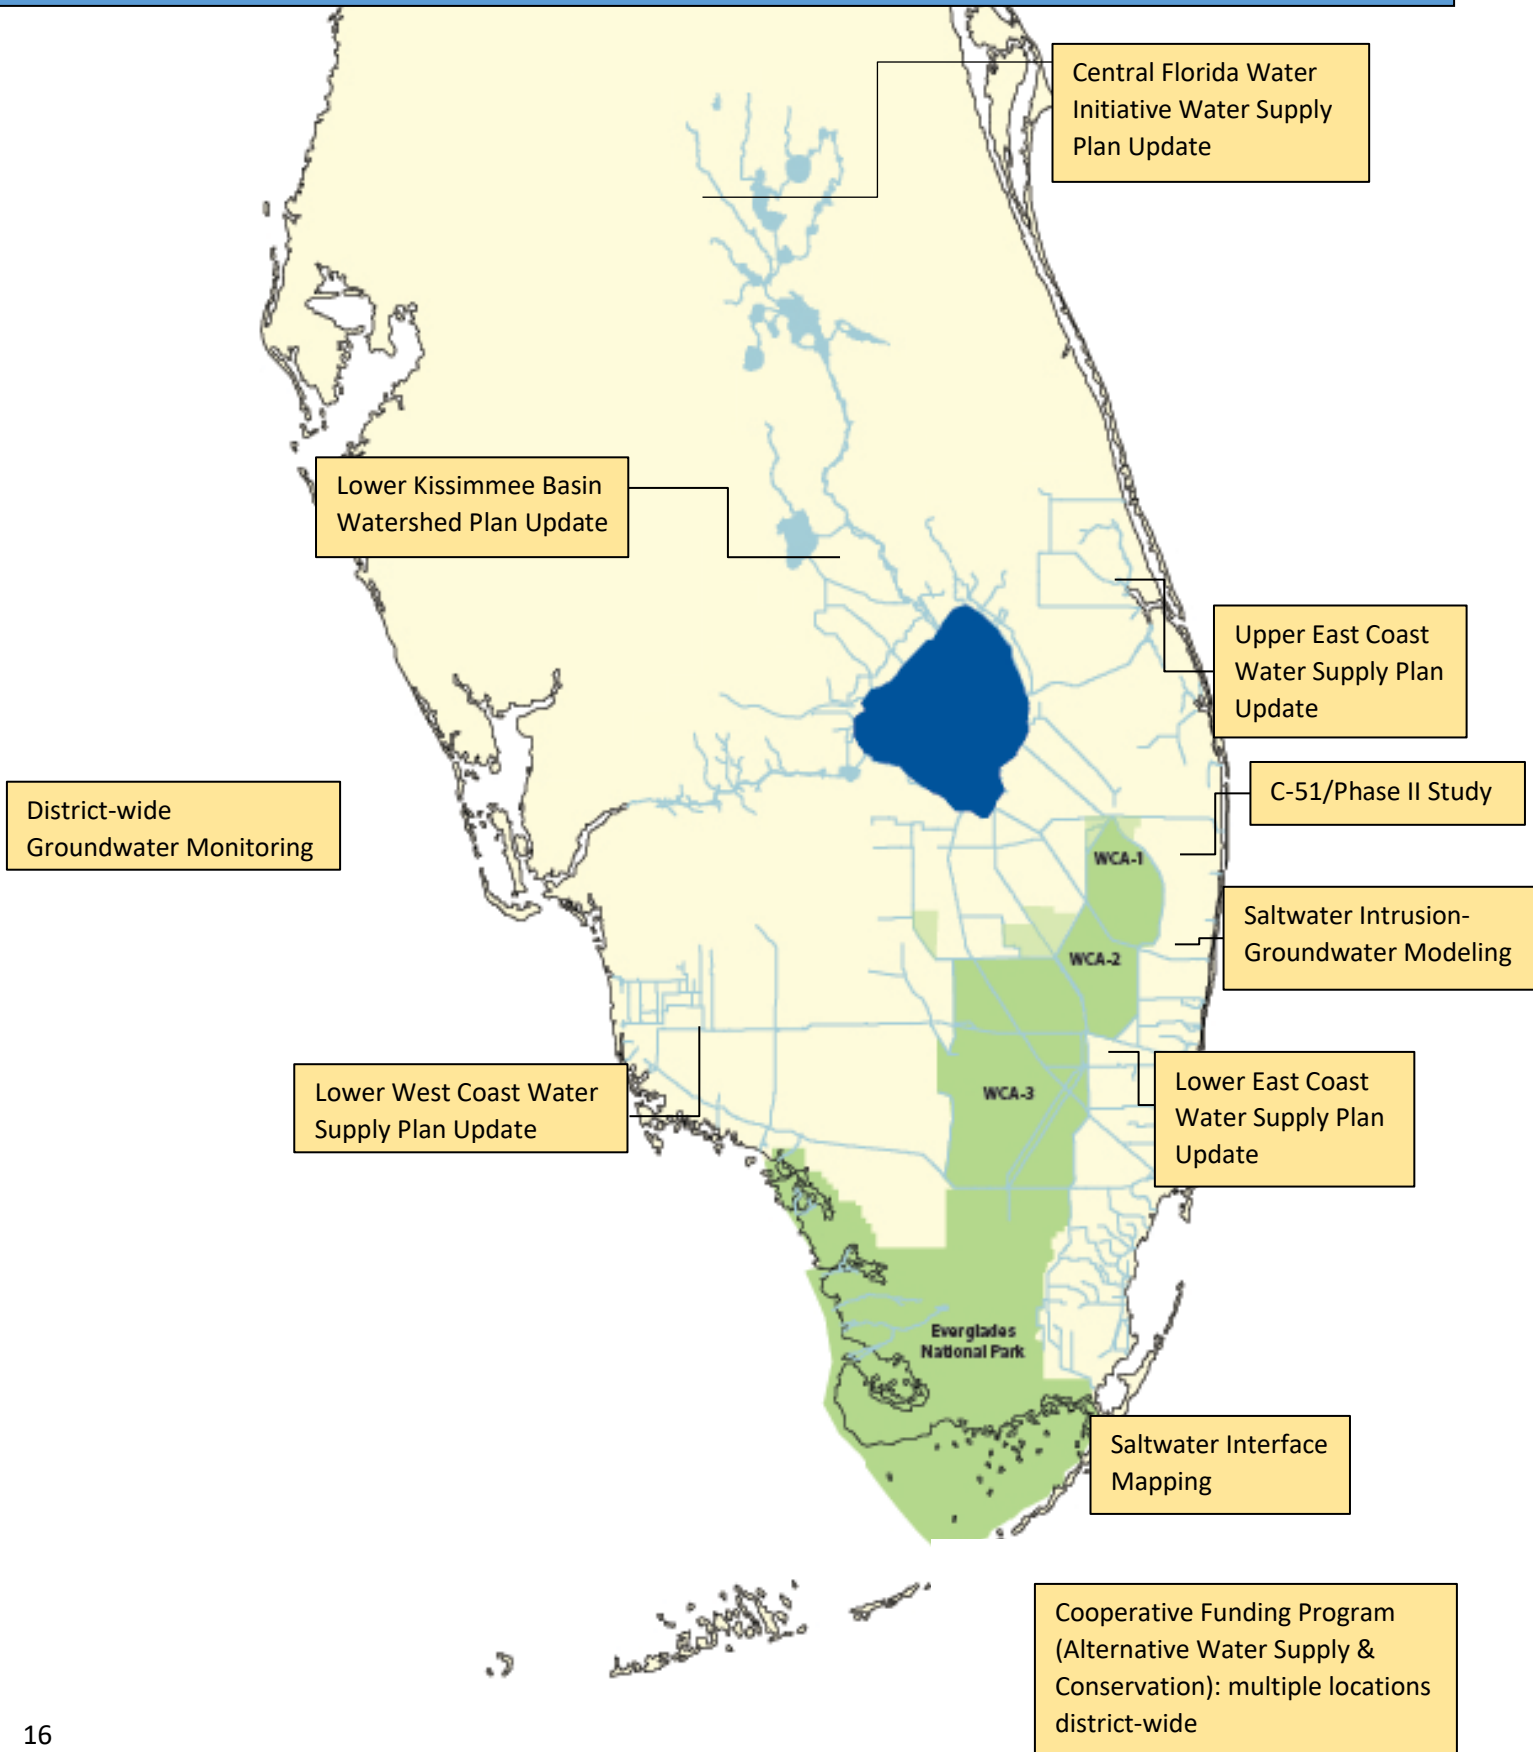 Central Florida Water
Initiative Water Supply
Plan Update
Lower Kissimmee Basin
Watershed Plan Update
Upper East Coast
Water Supply Plan
Update
C-51/Phase II Study
District-wide
Groundwater Monitoring
WCA-1
Saltwater Intrusion-
Groundwater Modeling
WCA-2
Lower West Coast Water
Supply Plan Update
WCA-3
Lower East Coast
Water Supply Plan
Update
Everglades
National Park
Saltwater Interface
Mapping
Cooperative Funding Program
(Alternative Water Supply &
Conservation): multiple locations
district-wide
16